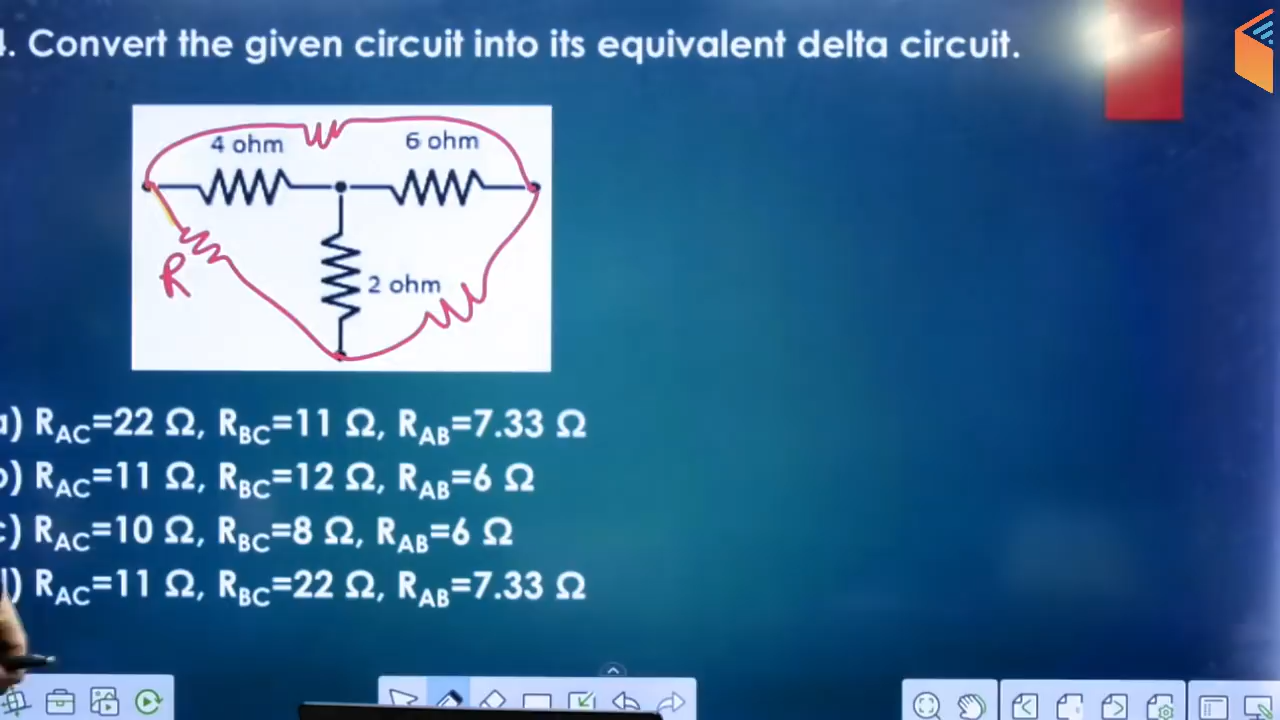 . Convert the given circuit into its equivalent delta circuit.
4 ohm 6 ohm
R
2 ohm
) R_AC=22 Ω, R_BC=11 Ω, R_AB=7.33 Ω
) R_AC=11 Ω, R_BC=12 Ω, R_AB=6 Ω
) R_AC=10 Ω, R_BC=8 Ω, R_AB=6 Ω
) R_AC=11 Ω, R_BC=22 Ω, R_AB=7.33 Ω